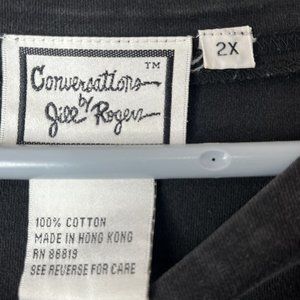 Conversations™
by
Jill Rogers
2X
100% COTTON
MADE IN HONG KONG
RN 86819
SEE REVERSE FOR CARE